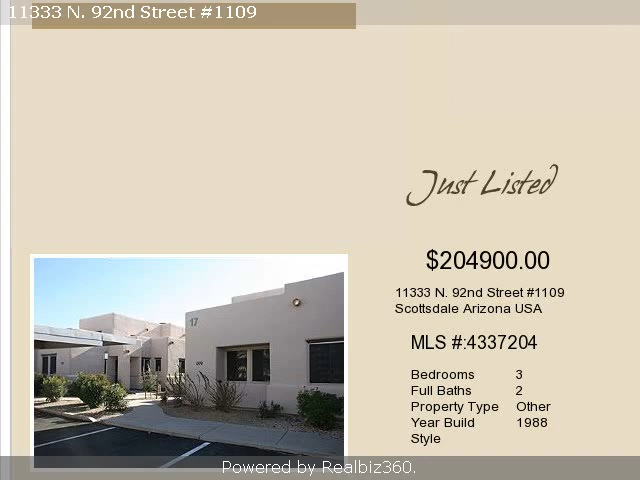 11333 N. 92nd Street #1109
Just Listed
$204900.00
11333 N. 92nd Street #1109
Scottsdale Arizona USA
MLS #:4337204
Bedrooms 3
Full Baths 2
Property Type Other
Year Build 1988
Style
17
Powered by Realbiz360.